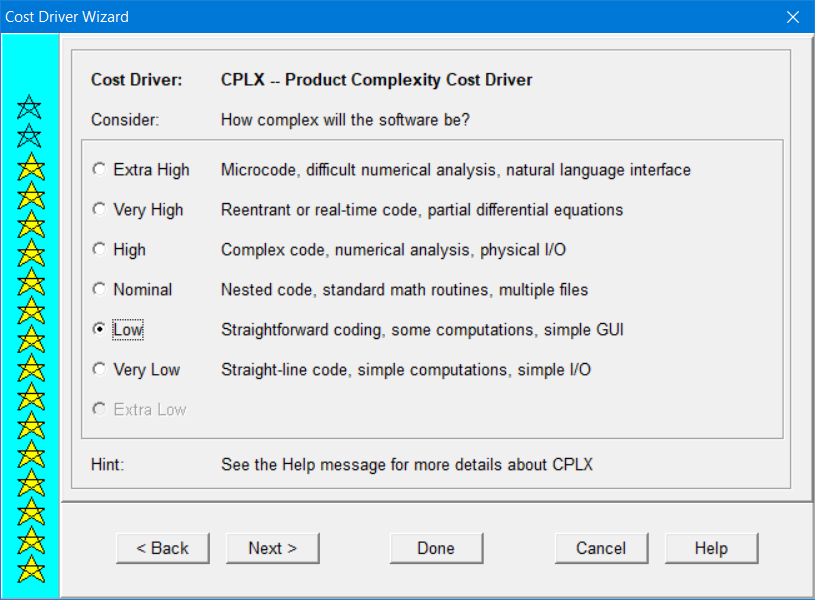 Cost Driver Wizard
Cost Driver: CPLX -- Product Complexity Cost Driver
Consider: How complex will the software be?
Extra High Microcode, difficult numerical analysis, natural language interface
Very High Reentrant or real-time code, partial differential equations
High Complex code, numerical analysis, physical I/O
Nominal Nested code, standard math routines, multiple files
Low Straightforward coding, some computations, simple GUI
Very Low Straight-line code, simple computations, simple I/O
Extra Low
Hint: See the Help message for more details about CPLX
< Back Next > Done Cancel Help